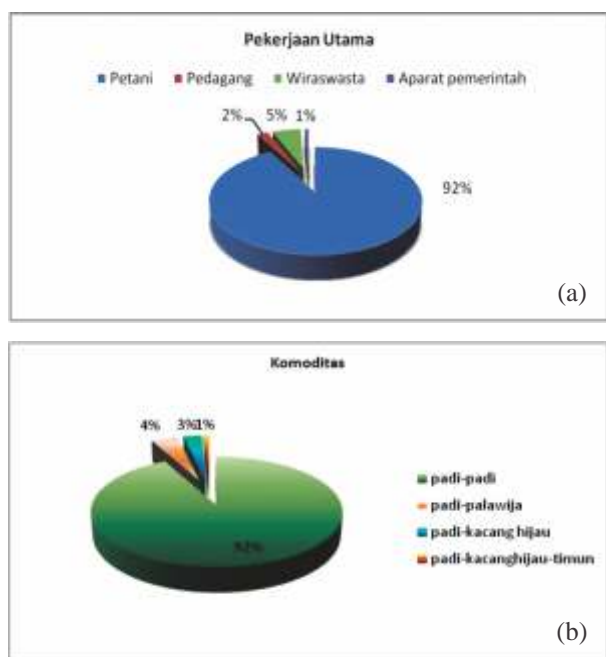 Pekerjaan Utama
Petani Pedagang Wiraswasta Aparat pemerintah
2% 5% 1%
92%
(a)
Komoditas
4% 3% 1%
padi-padi
padi-palawija
padi-kacang hijau
padi-kacanghijau-timun
92%
(b)